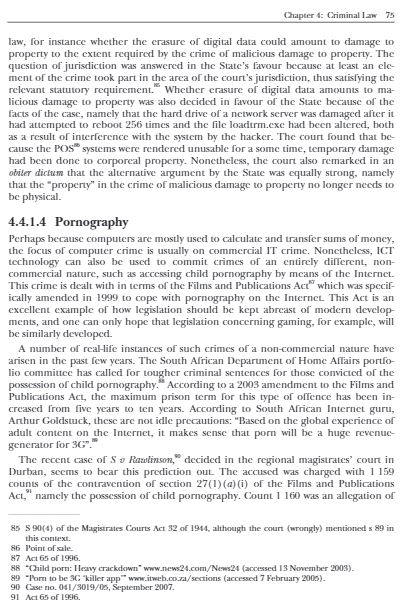 Chapter 4: Criminal Law 75
law, for instance whether the erasure of digital data could amount to damage to
property to the extent required by the crime of malicious damage to property. The
question of jurisdiction was answered in the State's favour because at least an ele-
ment of the crime took part in the area of the court's jurisdiction, thus satisfying the
relevant statutory requirement.85 Whether erasure of digital data amounts to ma-
licious damage to property was also decided in favour of the State because of the
facts of the case, namely that the hard drive of a network server was damaged after it
had attempted to reboot 256 times and the file loadtrm.exe had been altered, both
as a result of interference with the system by the hacker. The court found that be-
cause the POS86 systems were rendered unusable for a some time, temporary damage
had been done to corporeal property. Nonetheless, the court also remarked in an
obiter dictum that the alternative argument by the State was equally strong, namely
that the "property" in the crime of malicious damage to property no longer needs to
be physical.
4.4.1.4 Pornography
Perhaps because computers are mostly used to calculate and transfer sums of money,
the focus of computer crime is usually on commercial IT crime. Nonetheless, ICT
technology can also be used to commit crimes of an entirely different, non-
commercial nature, such as accessing child pornography by means of the Internet.
This crime is dealt with in terms of the Films and Publications Act87 which was specif-
ically amended in 1999 to cope with pornography on the Internet. This Act is an
excellent example of how legislation should be kept abreast of modern develop-
ments, and one can only hope that legislation concerning gaming, for example, will
be similarly developed.
A number of real-life instances of such crimes of a non-commercial nature have
arisen in the past few years. The South African Department of Home Affairs portfo-
lio committee has called for tougher criminal sentences for those convicted of the
possession of child pornography.88 According to a 2003 amendment to the Films and
Publications Act, the maximum prison term for this type of offence has been in-
creased from five years to ten years. According to South African Internet guru,
Arthur Goldstuck, these are not idle precautions: "Based on the global experience of
adult content on the Internet, it makes sense that porn will be a huge revenue-
generator for 3G".89
The recent case of S v Rawlinson,90 decided in the regional magistrates' court in
Durban, seems to bear this prediction out. The accused was charged with 1 159
counts of the contravention of section 27(1)(a)(i) of the Films and Publications
Act,91 namely the possession of child pornography. Count 1 160 was an allegation of
85 S 90(4) of the Magistrates Courts Act 32 of 1944, although the court (wrongly) mentioned s 89 in
this context.
86 Point of sale.
87 Act 65 of 1996.
88 "Child porn: Heavy crackdown" www.news24.com/News24 (accessed 13 November 2003).
89 "Porn to be 3G 'killer app'" www.itweb.co.za/sections (accessed 7 February 2005).
90 Case no. 041/3019/05, September 2007.
91 Act 65 of 1996.